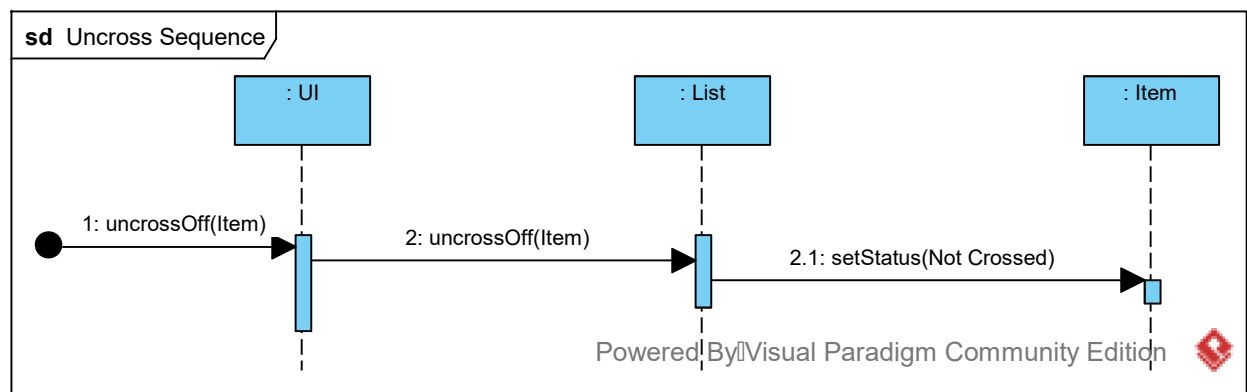 sd Uncross Sequence
: UI
: List
: Item
1: uncrossOff(Item)
2: uncrossOff(Item)
2.1: setStatus(Not Crossed)
Powered By Visual Paradigm Community Edition